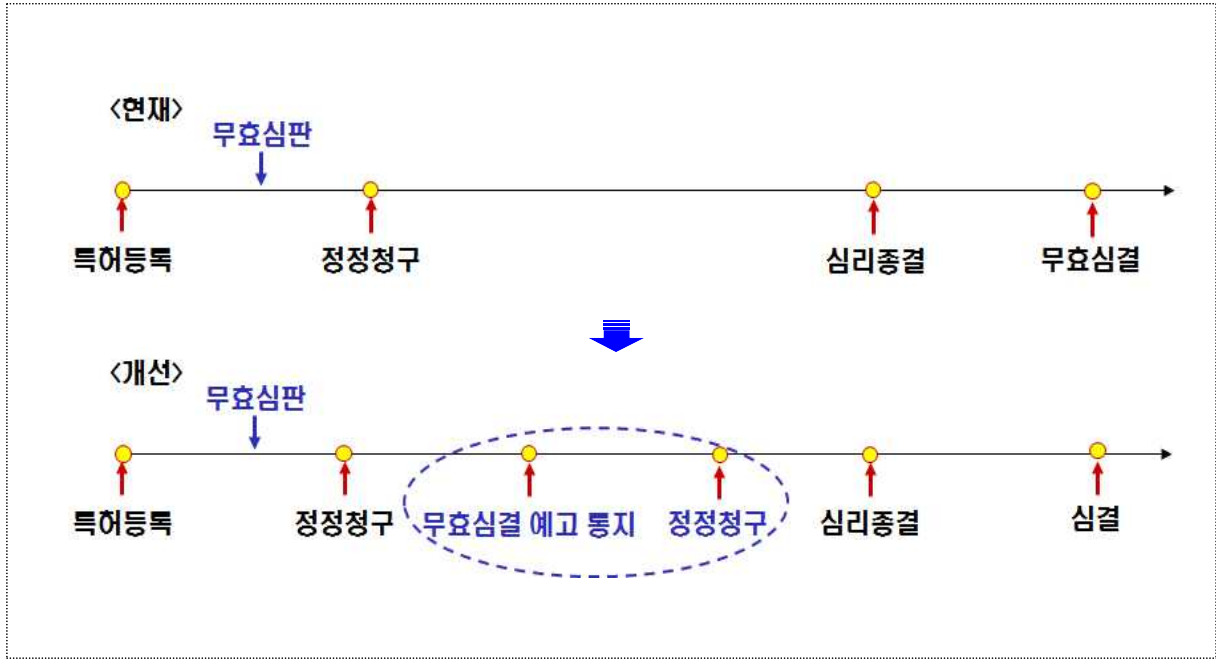 <현재>
무효심판
특허등록
정정청구
심리종결
무효심결
<개선>
무효심판
특허등록
정정청구
무효심결 예고 통지
정정청구
심리종결
심결